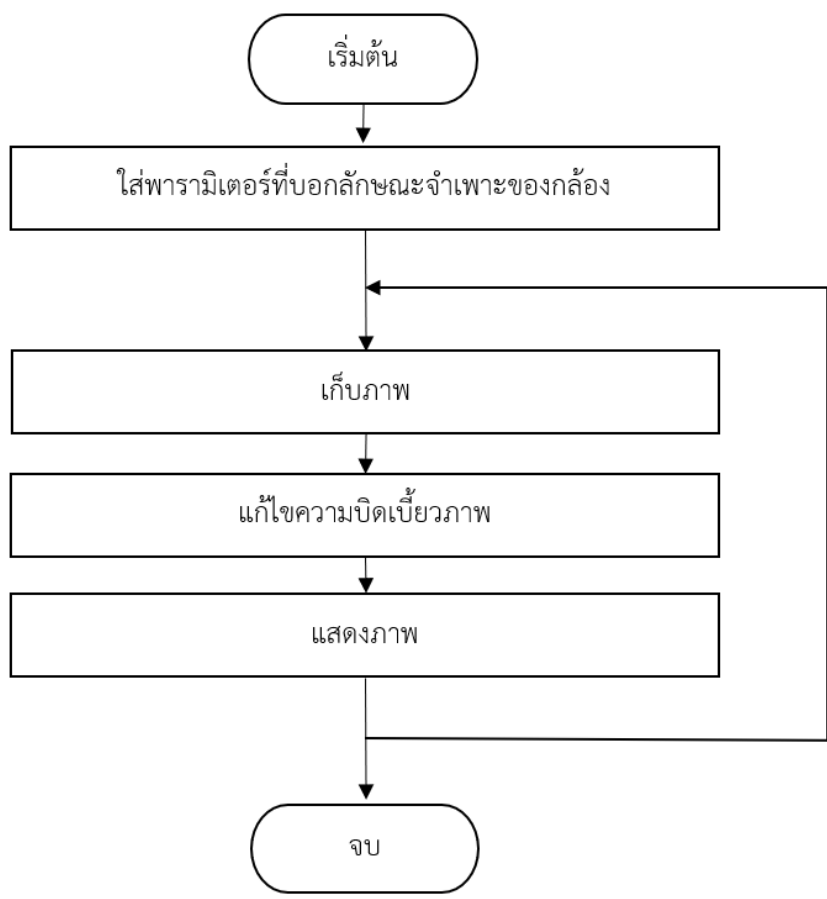 เริ่มต้น
ใส่พารามิเตอร์ที่บอกลักษณะจำเพาะของกล้อง
เก็บภาพ
แก้ไขความบิดเบี้ยวภาพ
แสดงภาพ
จบ